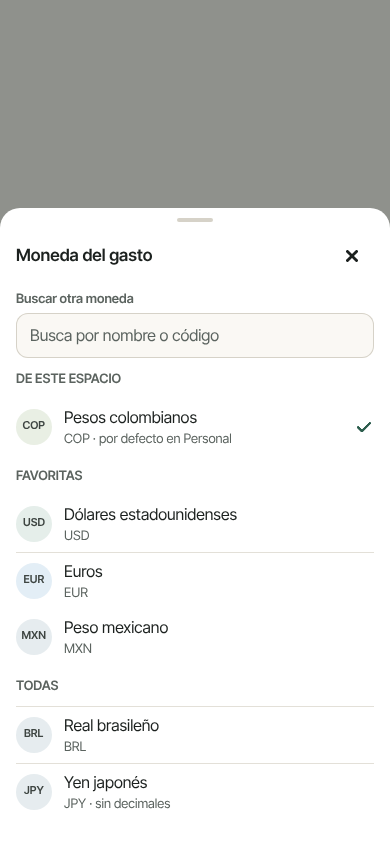 Moneda del gasto
Buscar otra moneda
Busca por nombre o código
DE ESTE ESPACIO
COP
Pesos colombianos
COP · por defecto en Personal
FAVORITAS
USD
Dólares estadounidenses
USD
EUR
Euros
EUR
MXN
Peso mexicano
MXN
TODAS
BRL
Real brasileño
BRL
JPY
Yen japonés
JPY · sin decimales